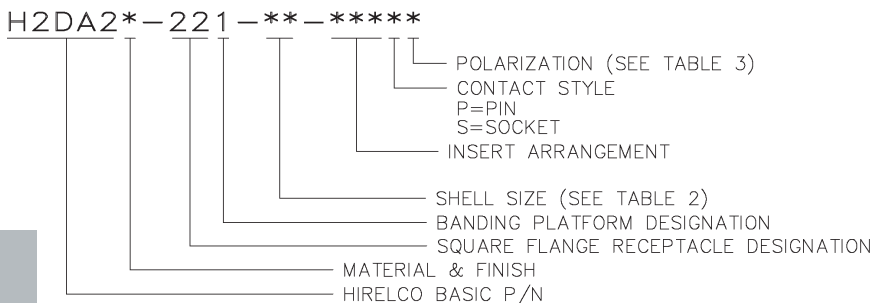 H2DA2*-221-**-*****
POLARIZATION (SEE TABLE 3)
CONTACT STYLE
P=PIN
S=SOCKET
INSERT ARRANGEMENT
SHELL SIZE (SEE TABLE 2)
BANDING PLATFORM DESIGNATION
SQUARE FLANGE RECEPTACLE DESIGNATION
MATERIAL & FINISH
HIRELCO BASIC P/N